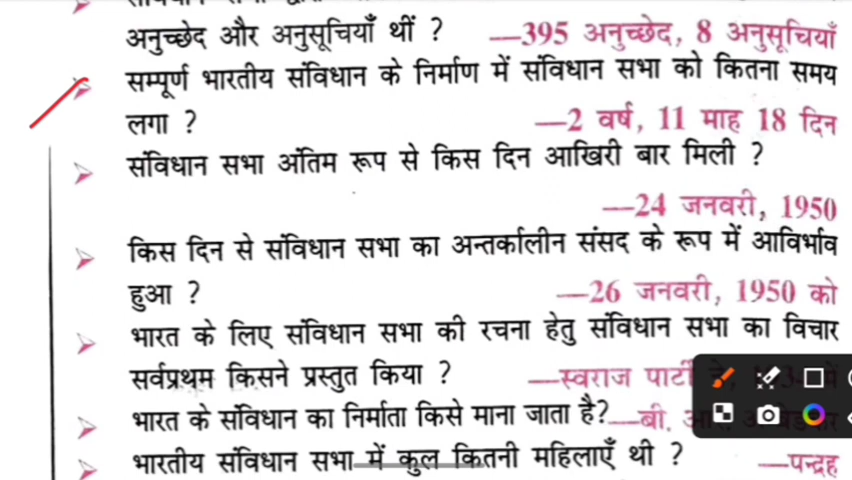 अनुच्छेद और अनुसूचियाँ थीं ? —395 अनुच्छेद, 8 अनुसूचियाँ
सम्पूर्ण भारतीय संविधान के निर्माण में संविधान सभा को कितना समय
लगा ? —2 वर्ष, 11 माह 18 दिन
संविधान सभा अंतिम रूप से किस दिन आखिरी बार मिली ?
—24 जनवरी, 1950
किस दिन से संविधान सभा का अन्तर्कालीन संसद के रूप में आविर्भाव
हुआ ? —26 जनवरी, 1950 को
भारत के लिए संविधान सभा की रचना हेतु संविधान सभा का विचार
सर्वप्रथम किसने प्रस्तुत किया ? —स्वराज पार्टी
भारत के संविधान का निर्माता किसे माना जाता है? —बी.
भारतीय संविधान सभा में कुल कितनी महिलाएँ थी ? —पन्द्रह